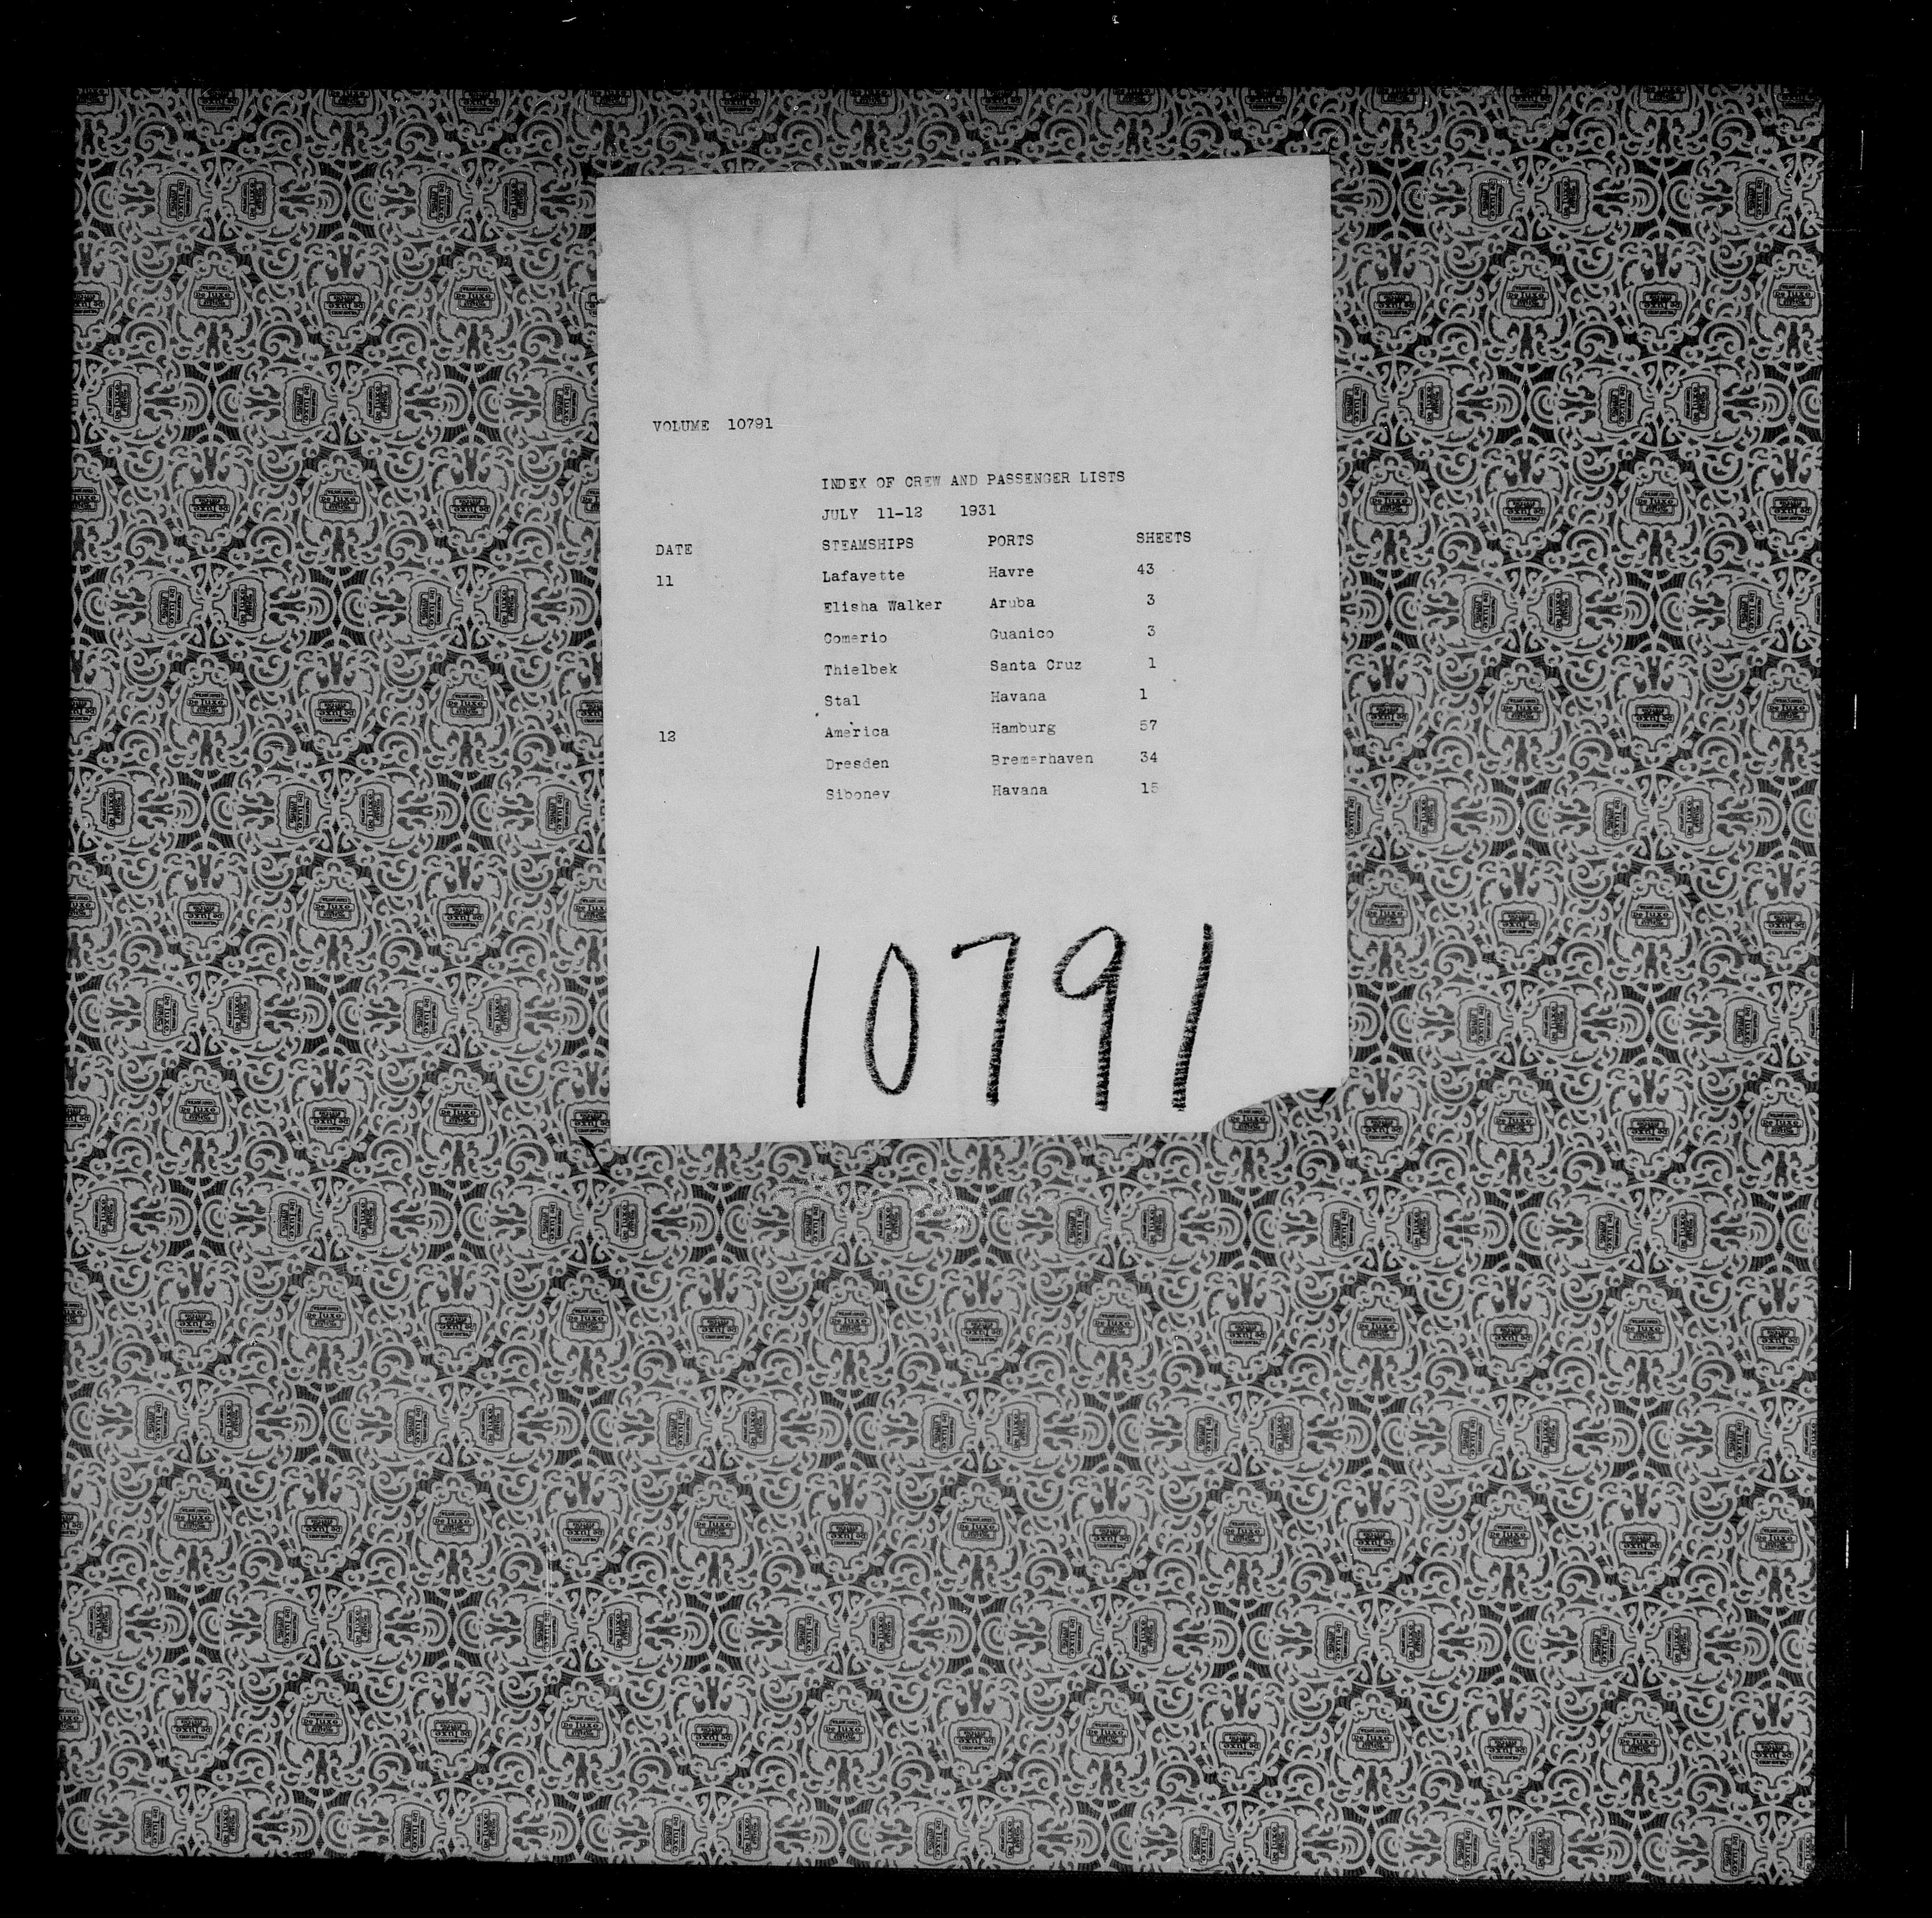 VOLUME 10791
INDEX OF CREW AND PASSENGER LISTS
JULY 11-12 1931
DATE STEAMSHIPS PORTS SHEETS
11 Lafayette Havre 43
Elisha Walker Aruba 3
Comerio Guanico 3
Thielbek Santa Cruz 1
Stal Havana 1
12 America Hamburg 57
Dresden Bremerhaven 34
Siboney Havana 15
10791